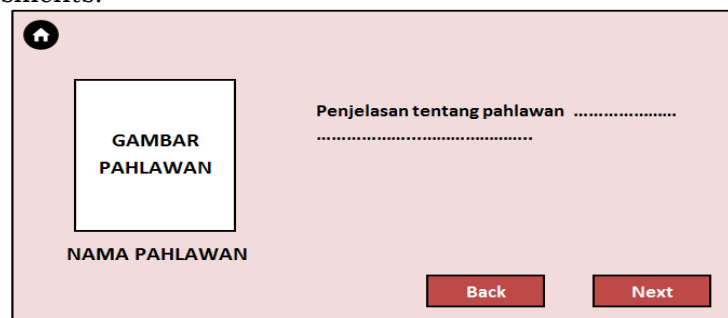 GAMBAR
PAHLAWAN
NAMA PAHLAWAN
Penjelasan tentang pahlawan .....................
........................................
Back
Next